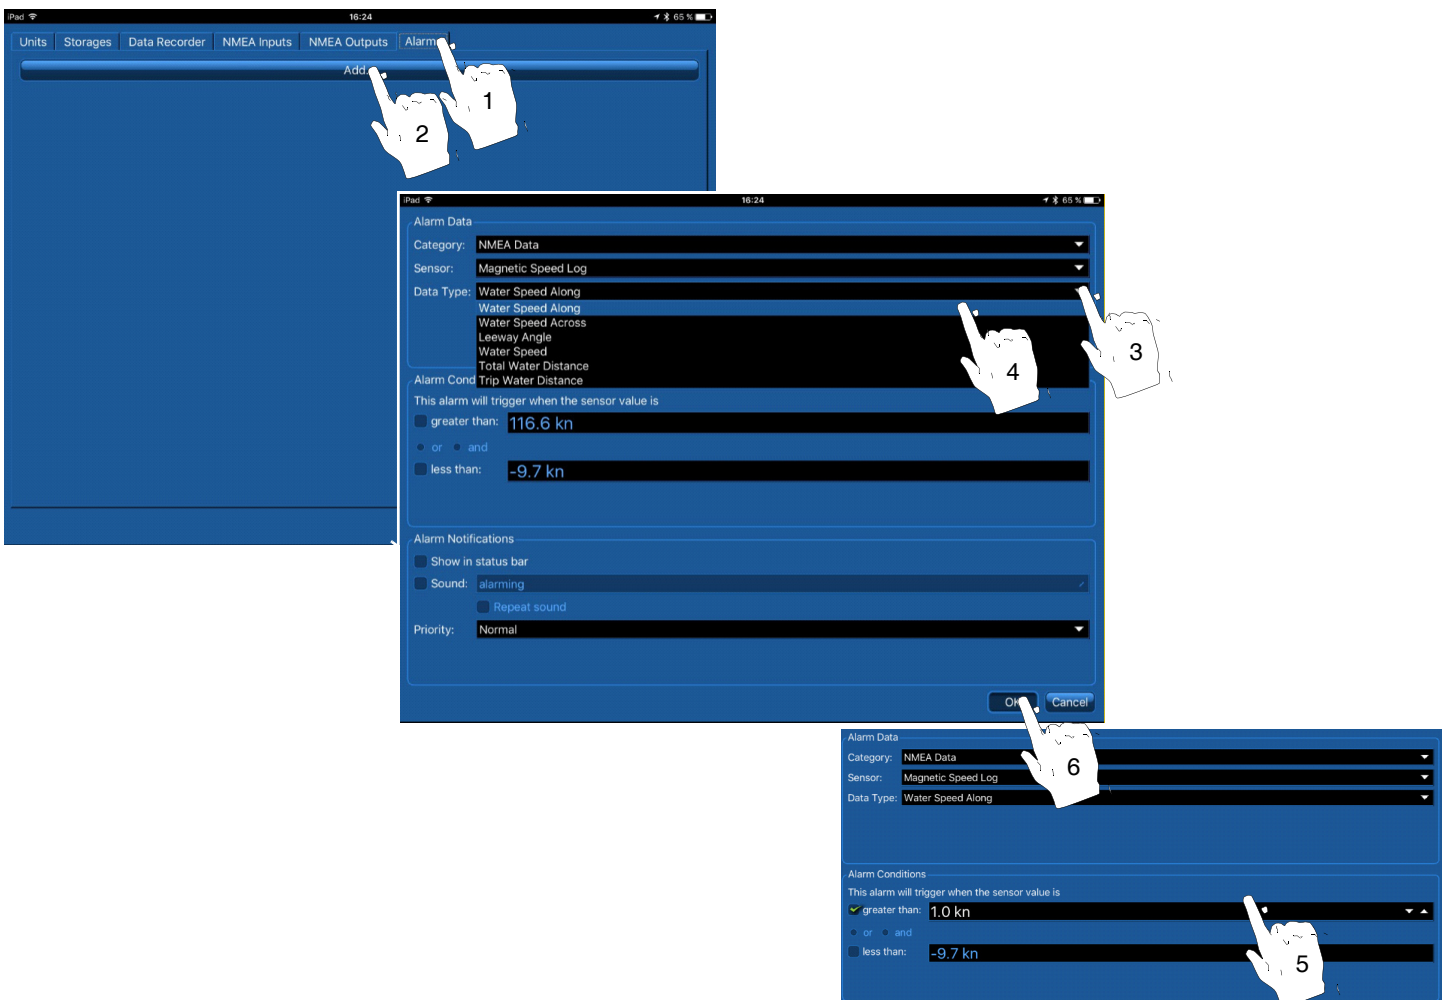 iPad 16:24 65 %
Units Storages Data Recorder NMEA Inputs NMEA Outputs Alarm
Add
1
2
iPad 16:24 65 %
Alarm Data
Category: NMEA Data
Sensor: Magnetic Speed Log
Data Type: Water Speed Along
Water Speed Along
Water Speed Across
Leeway Angle
Water Speed
Total Water Distance
Trip Water Distance
3
4
Alarm Cond
This alarm will trigger when the sensor value is
greater than: 116.6 kn
or and
less than: -9.7 kn
Alarm Notifications
Show in status bar
Sound: alarming
Repeat sound
Priority: Normal
OK Cancel
6
Alarm Data
Category: NMEA Data
Sensor: Magnetic Speed Log
Data Type: Water Speed Along
Alarm Conditions
This alarm will trigger when the sensor value is
greater than: 1.0 kn
or and
less than: -9.7 kn
5